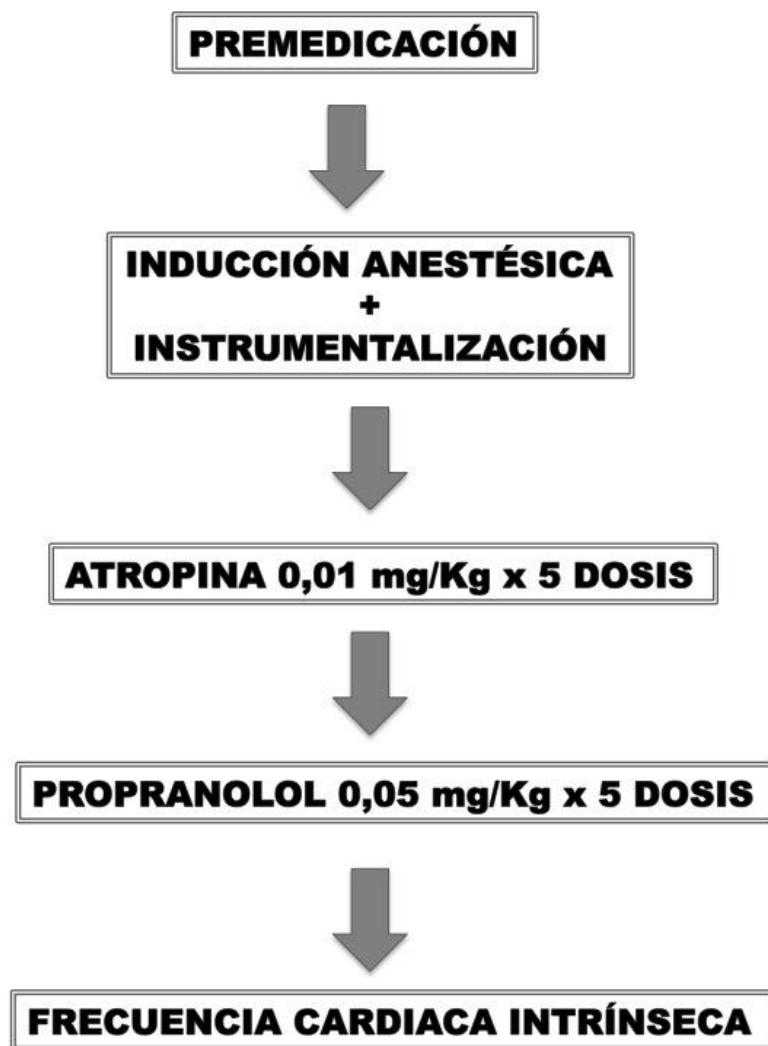 PREMEDICACIÓN
INDUCCIÓN ANESTÉSICA
+
INSTRUMENTALIZACIÓN
ATROPINA 0,01 mg/Kg x 5 DOSIS
PROPRANOLOL 0,05 mg/Kg x 5 DOSIS
FRECUENCIA CARDIACA INTRÍNSECA